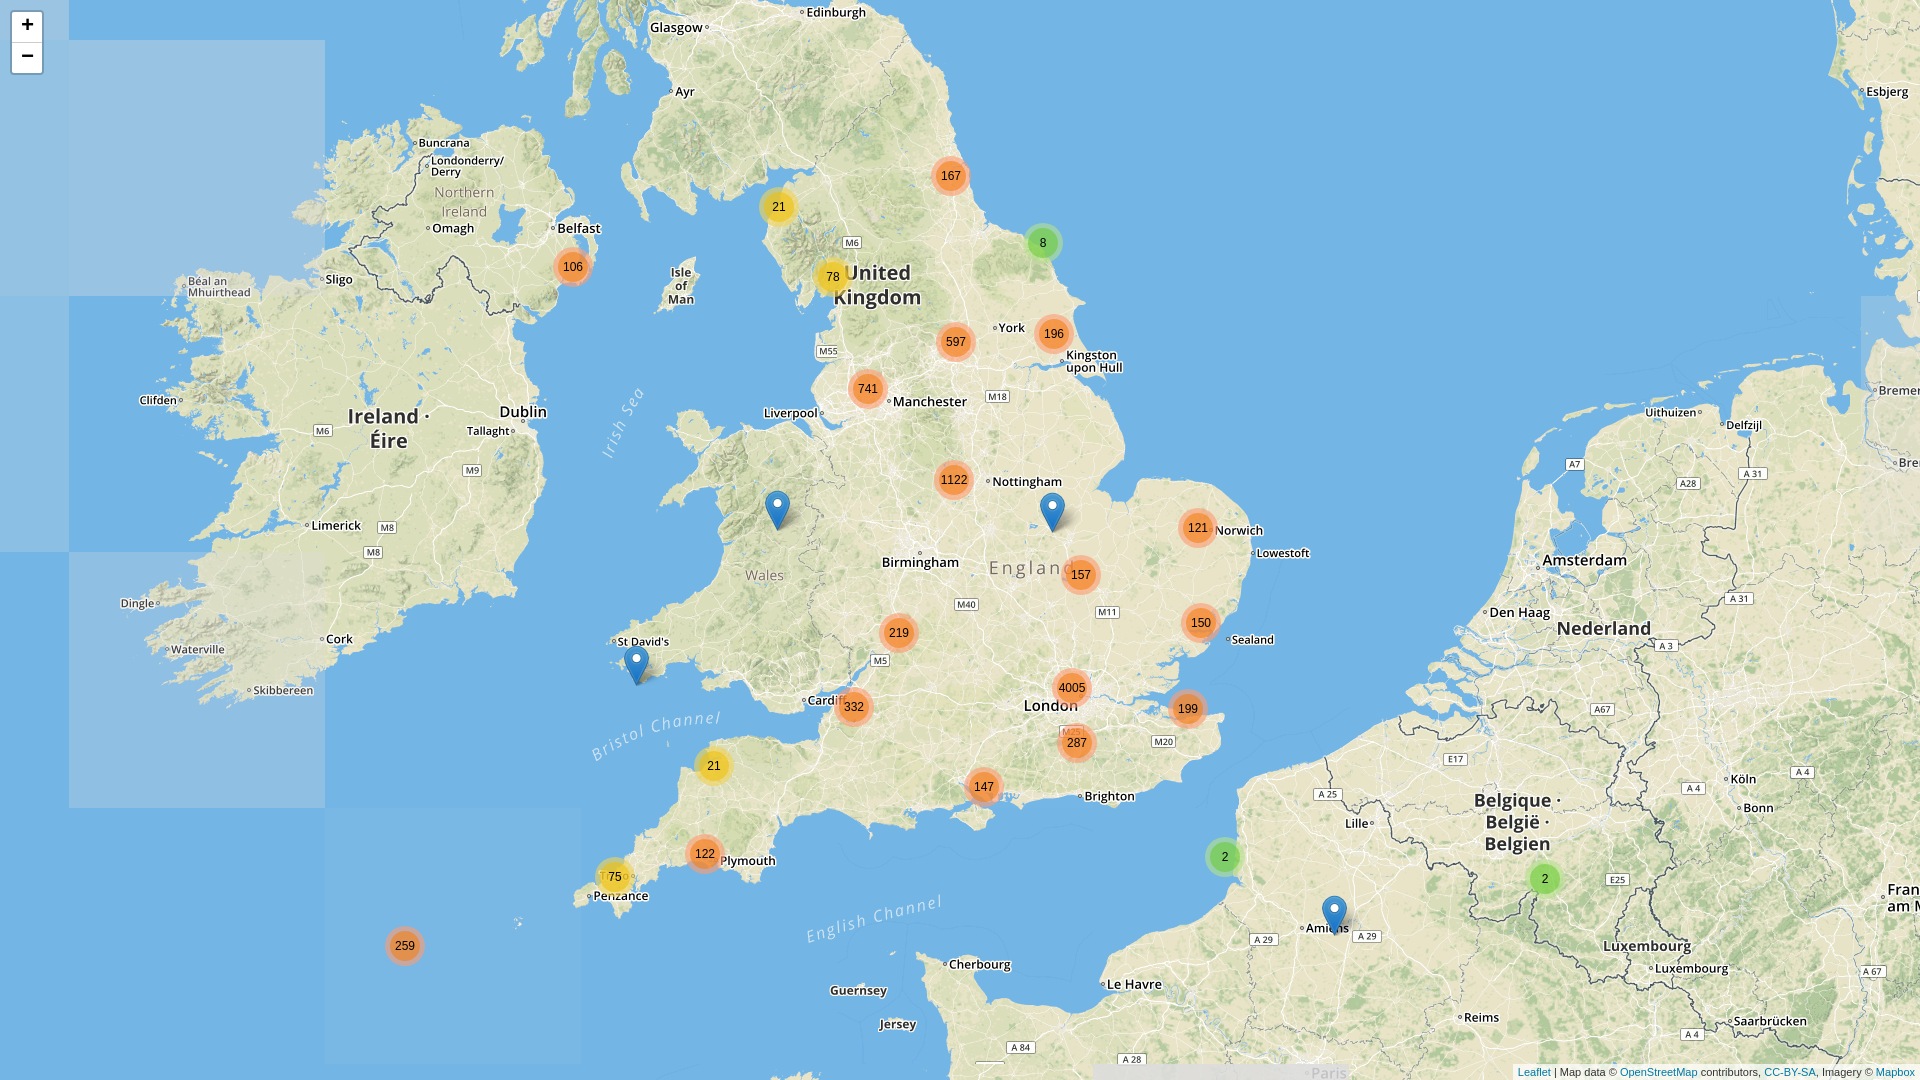 +
−
Glasgow
Edinburgh
Ayr
Esbjerg
Buncrana
Londonderry/
Derry
Northern
Ireland
Omagh
Belfast
167
21
8
M6
106
Béal an
Mhuirthead
Sligo
Isle
of
Man
78
United
Kingdom
York
196
597
M55
Kingston
upon Hull
741
Manchester
M18
Liverpool
Clifden
Ireland ·
Éire
Dublin
Tallaght
M6
M9
Irish Sea
Uithuizen
Delfzijl
Bremer
Bre
A7
A 31
A28
1122
Nottingham
121
Norwich
Lowestoft
Limerick
M8
M8
Birmingham
England
157
Wales
Amsterdam
M40
M11
A 31
Den Haag
Nederland
Dingle
219
150
Sealand
Cork
St David's
Waterville
M5
A 3
Skibbereen
4005
London
Cardiff
332
199
A67
Bristol Channel
M25
287
M20
E17
21
147
Brighton
A 25
Köln
A 4
A 4
Bonn
Belgique ·
België ·
Belgien
Lille
122
Plymouth
2
75
Penzance
2
E25
Fran
am M
English Channel
Amiens
A 29
A 29
259
Luxembourg
Luxembourg
A 67
Cherbourg
Le Havre
Guernsey
Jersey
Reims
Saarbrücken
A 84
A 28
A 4
Paris
Leaflet | Map data © OpenStreetMap contributors, CC-BY-SA, Imagery © Mapbox